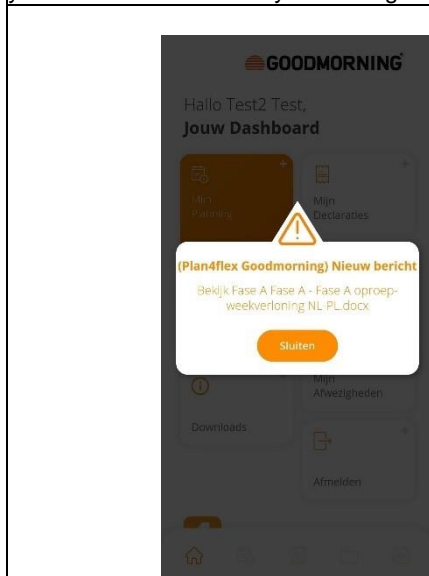 GOODMORNING
Hallo Test2 Test,
Jouw Dashboard
Mijn
Planning
Mijn
Declaraties
(Plan4flex Goodmorning) Nieuw bericht
Bekijk Fase A Fase A - Fase A oproep-
weekverloning NL-PL.docx
Sluiten
Downloads
Mijn
Afwezigheden
Afmelden